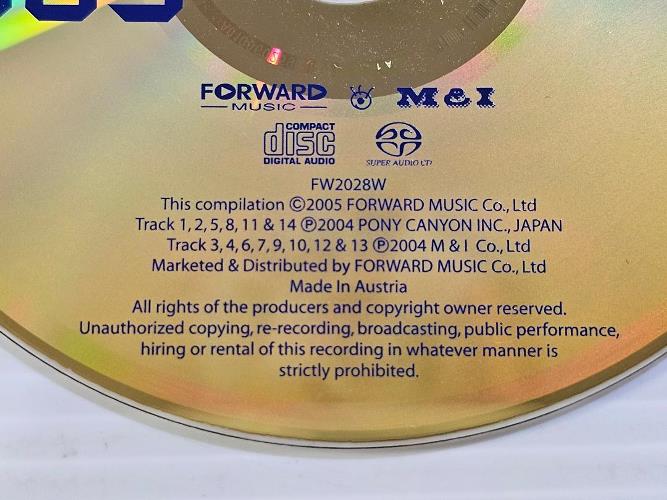 FORWARD MUSIC M&I
COMPACT disc DIGITAL AUDIO SUPER AUDIO CD
FW2028W
This compilation ©2005 FORWARD MUSIC Co., Ltd
Track 1, 2, 5, 8, 11 & 14 ℗2004 PONY CANYON INC., JAPAN
Track 3, 4, 6, 7, 9, 10, 12 & 13 ℗2004 M & I Co., Ltd
Marketed & Distributed by FORWARD MUSIC Co., Ltd
Made In Austria
All rights of the producers and copyright owner reserved.
Unauthorized copying, re-recording, broadcasting, public performance,
hiring or rental of this recording in whatever manner is
strictly prohibited.